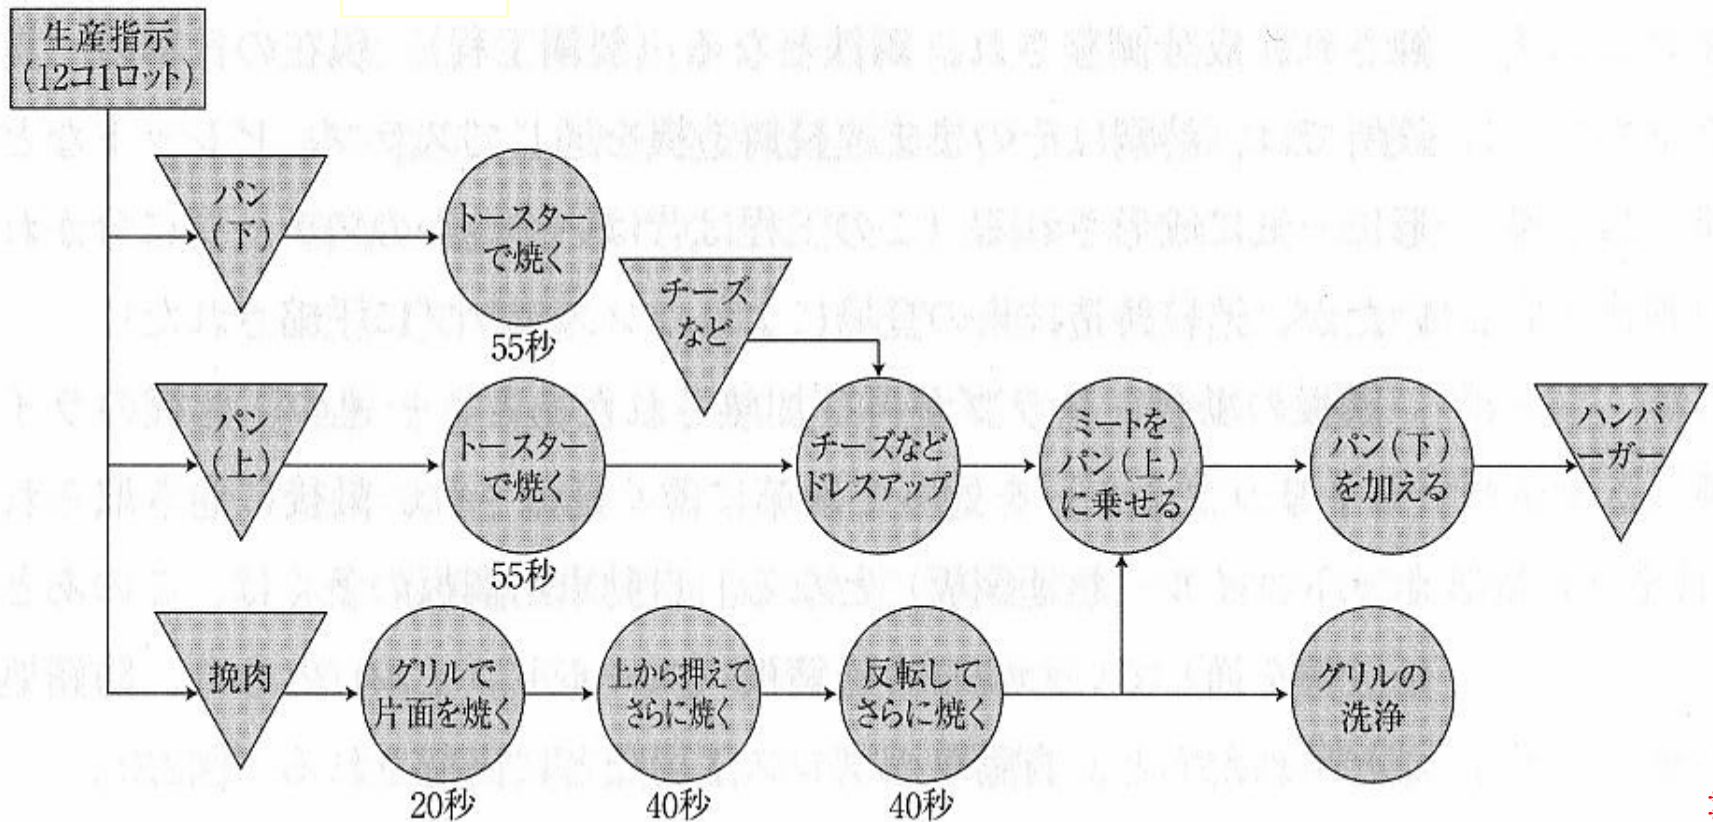 生産指示
(12コ1ロット)
パン
(下)
トースター
で焼く
55秒
チーズ
など
パン
(上)
トースター
で焼く
55秒
チーズなど
ドレスアップ
ミートを
パン(上)
に乗せる
パン(下)
を加える
ハンバ
ーガー
挽肉
グリルで
片面を焼く
20秒
上から押えて
さらに焼く
40秒
反転して
さらに焼く
40秒
グリルの
洗浄